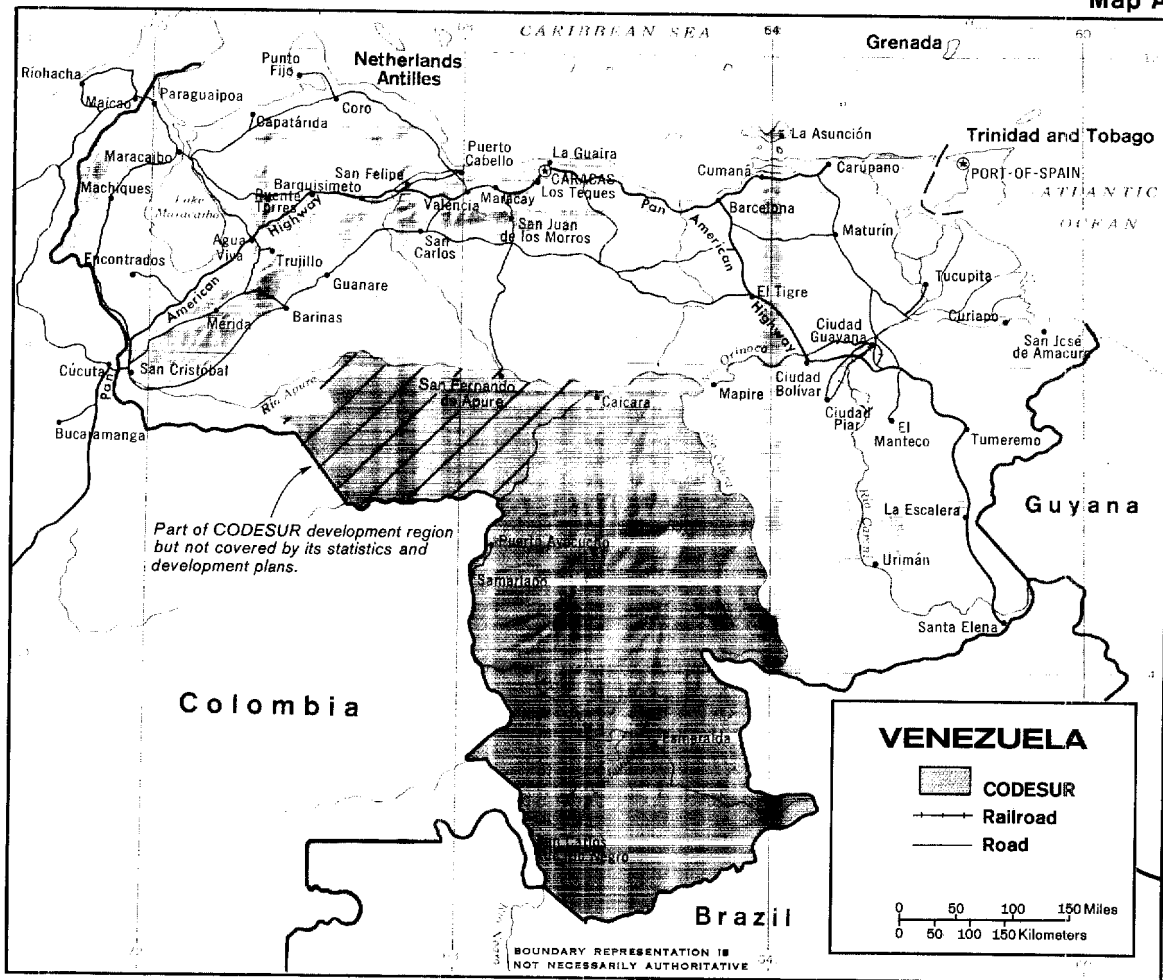 Map A
CARIBBEAN SEA
64
60
Grenada
Netherlands
Antilles
Punto
Fijo
Ríohacha
Maicao
Paraguaipoa
Coro
Capatárida
La Asunción
Trinidad and Tobago
PORT-OF-SPAIN
ATLANTIC
OCEAN
Maracaibo
Puerto
Cabello
La Guaira
Cumaná
Carúpano
Machiques
San Felipe
CARACAS
Los Teques
Barquisimeto
Valencia
Maracay
Pan
American
Highway
Barcelona
Lake
Maracaibo
Highway
San Juan
de los Morros
Maturín
Agua
Viva
San
Carlos
Encontrados
Trujillo
Guanare
Tucupita
American
El Tigre
Mérida
Barinas
Curiapo
Ciudad
Guayana
San José
de Amacuro
Orinoco
Cúcuta
San Cristóbal
Pan
Río Apure
San Fernando
de Apure
Caicara
Mapire
Ciudad
Bolívar
Ciudad
Piar
El
Manteco
Bucaramanga
Tumeremo
Guyana
La Escalera
Part of CODESUR development region
but not covered by its statistics and
development plans.
Puerto Ayacucho
Samariapo
Urimán
Santa Elena
Colombia
Esmeralda
VENEZUELA
CODESUR
Railroad
Road
0 50 100 150 Miles
0 50 100 150 Kilometers
San Carlos
Negro
Brazil
BOUNDARY REPRESENTATION IS
NOT NECESSARILY AUTHORITATIVE